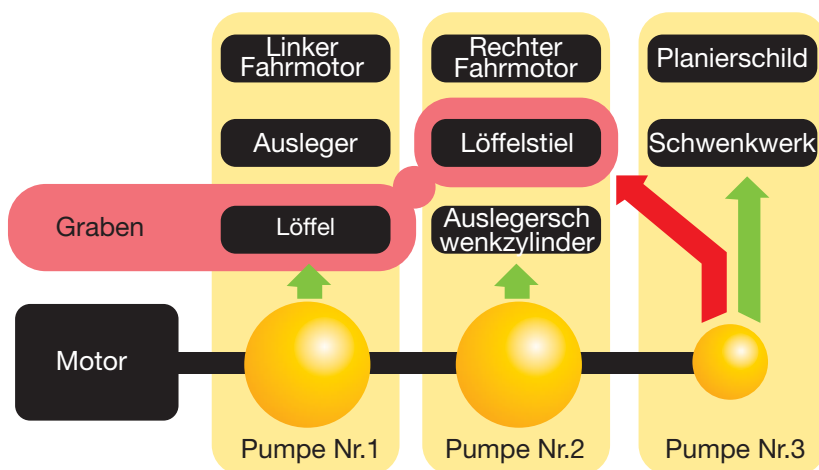 Linker
Fahrmotor
Rechter
Fahrmotor
Planierschild
Ausleger
Löffelstiel
Schwenkwerk
Graben
Löffel
Auslegersch
wenkzylinder
Motor
Pumpe Nr.1
Pumpe Nr.2
Pumpe Nr.3